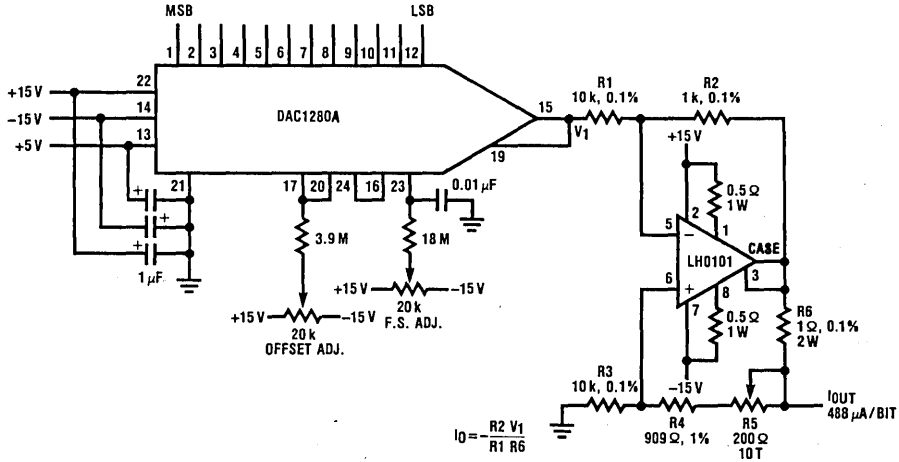 MSB
LSB
1 2 3 4 5 6 7 8 9 10 11 12
+15 V
22
-15 V
14
+5 V
13
DAC1280A
15
V1
19
R1
10 k, 0.1%
R2
1 k, 0.1%
21
17
20
24
16
23
0.01 μF
+
+
+
1 μF
3.9 M
18 M
+15 V
-15 V
20 k
OFFSET ADJ.
+15 V
-15 V
20 k
F.S. ADJ.
+15 V
0.5 Ω
1 W
2
1
5
-
LH0101
CASE
3
6
+
8
7
0.5 Ω
1 W
-15 V
R6
1 Ω, 0.1%
2 W
R3
10 k, 0.1%
R4
909 Ω, 1%
R5
200 Ω
10 T
IOUT
488 μA/BIT
IO = - R2 V1
R1 R6